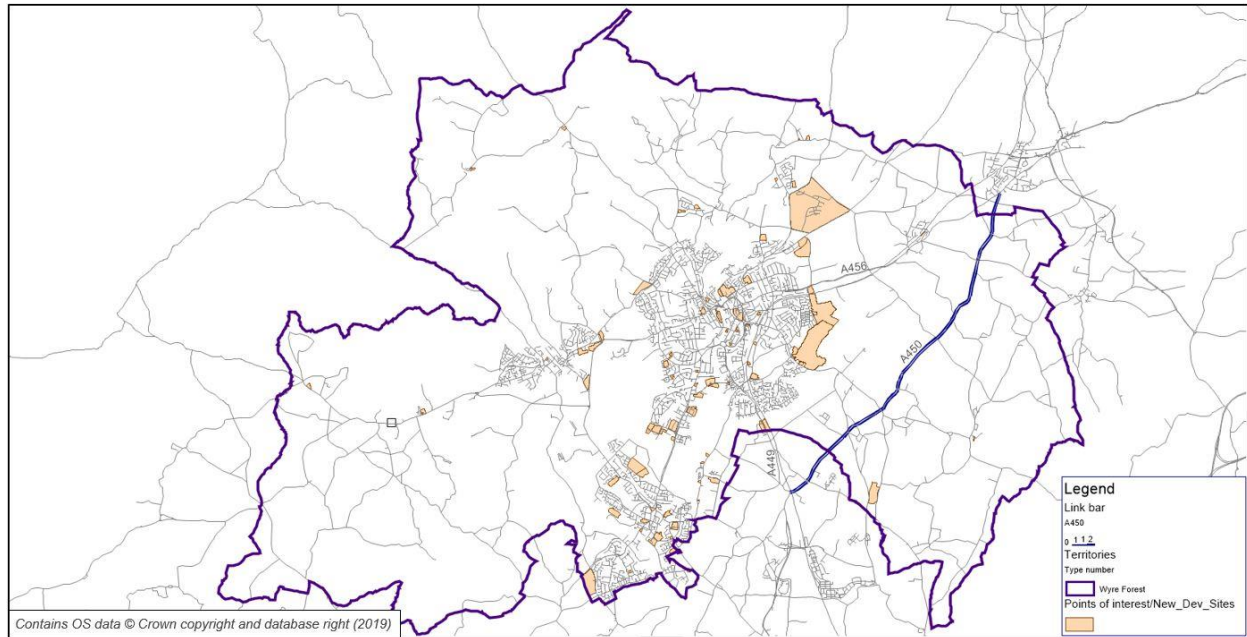 A456
A450
A449
Legend
Link bar
A450
0 1 1 2
Territories
Type number
Wyre Forest
Points of interest/New_Dev_Sites
Contains OS data © Crown copyright and database right (2019)